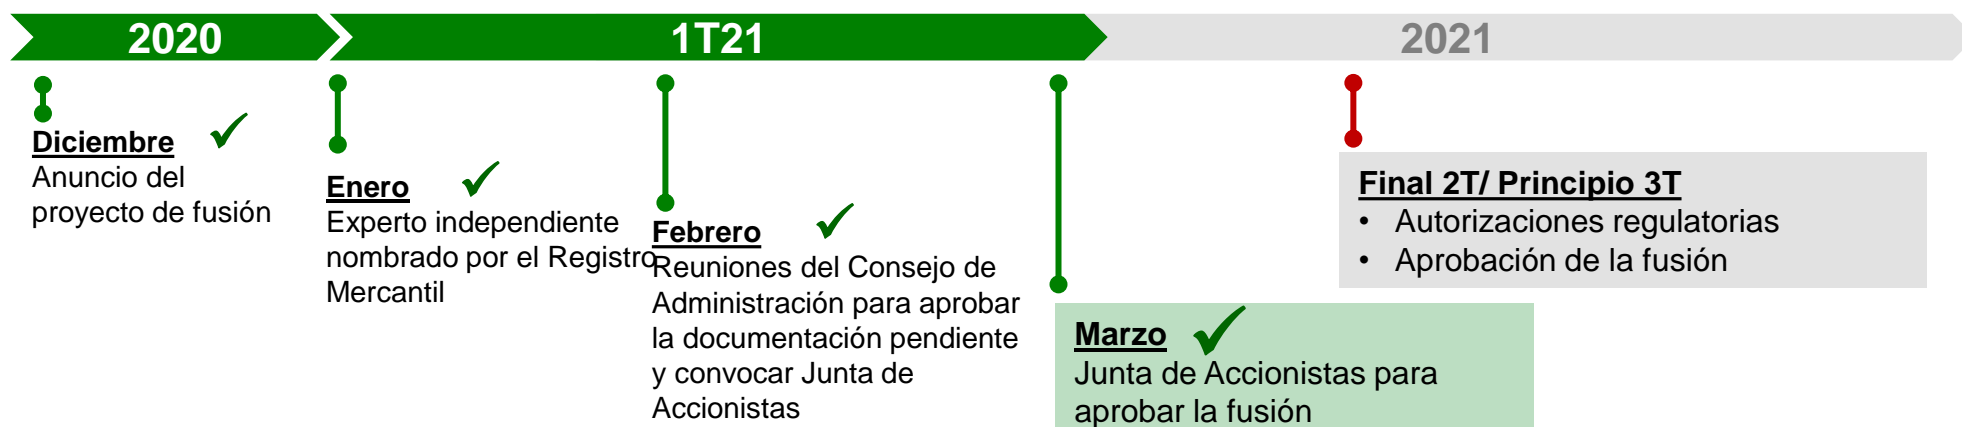 2020
1T21
2021
Diciembre
Anuncio del
proyecto de fusión
Enero
Experto independiente
nombrado por el Registro
Mercantil
Febrero
Reuniones del Consejo de
Administración para aprobar
la documentación pendiente
y convocar Junta de
Accionistas
Marzo
Junta de Accionistas para
aprobar la fusión
Final 2T/ Principio 3T
• Autorizaciones regulatorias
• Aprobación de la fusión